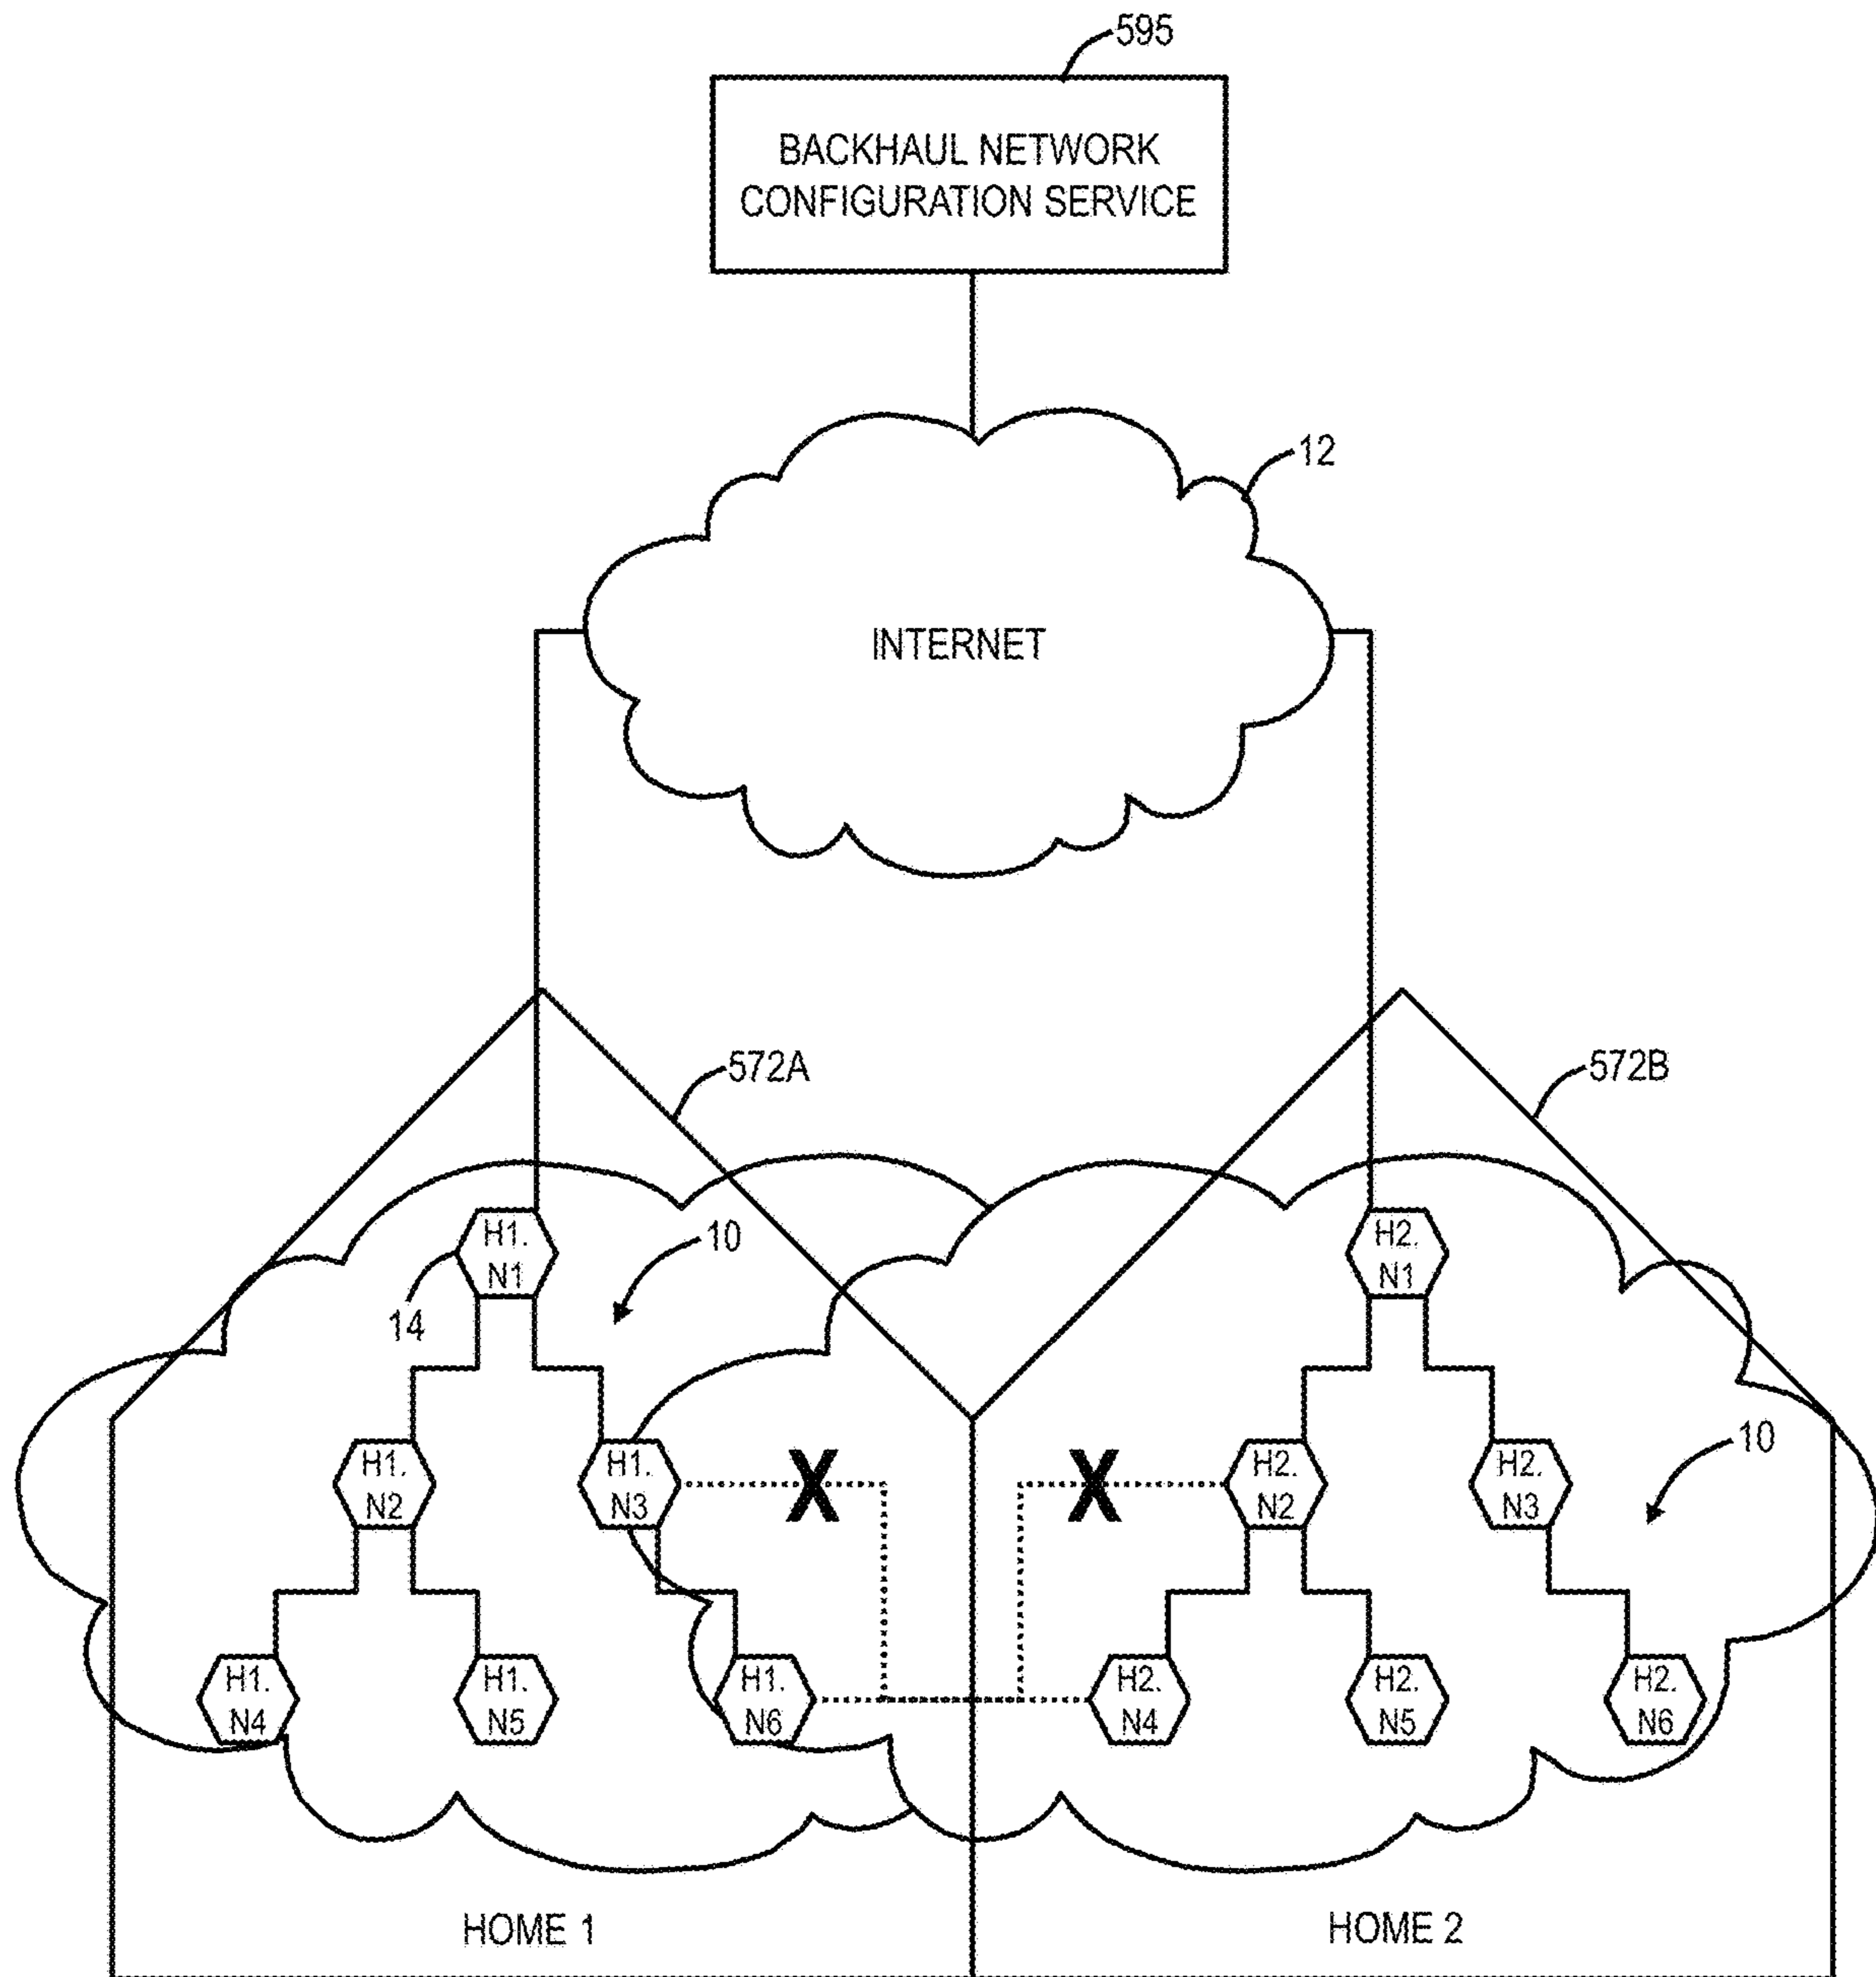 595
BACKHAUL NETWORK
CONFIGURATION SERVICE
12
INTERNET
572A
572B
H1.
N1
10
H2.
N1
14
H1.
N2
H1.
N3
X
X
H2.
N2
H2.
N3
10
H1.
N4
H1.
N5
H1.
N6
H2.
N4
H2.
N5
H2.
N6
HOME 1
HOME 2